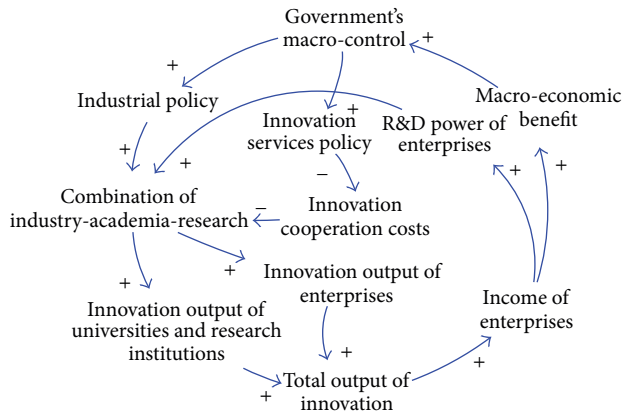 Government's
macro-control
+
+
Industrial policy
+
Innovation
services policy
R&D power of
enterprises
Macro-economic
benefit
+
+
−
+
+
Combination of
industry-academia-research
−
Innovation
cooperation costs
+
+
Innovation output of
enterprises
Innovation output of
universities and research
institutions
Income of
enterprises
+
+
+
Total output of
innovation